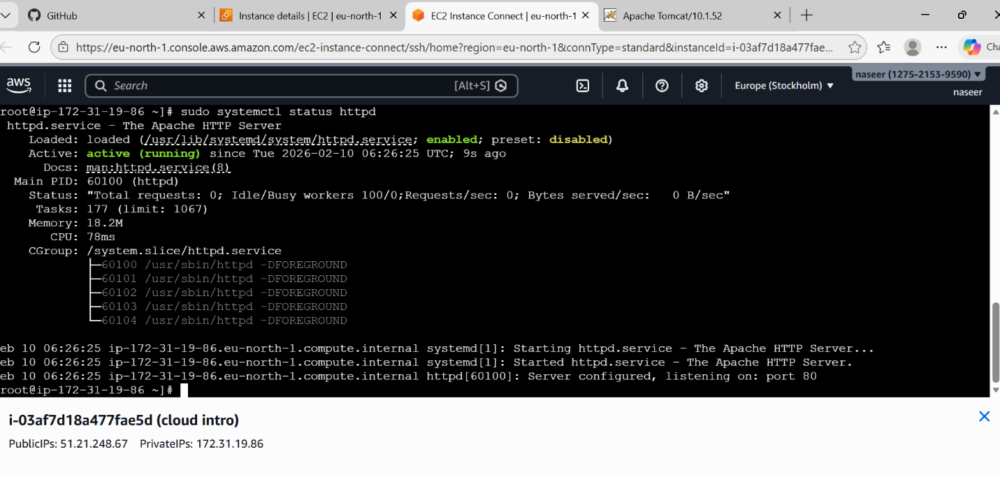 GitHub
Instance details | EC2 | eu-north-1
EC2 Instance Connect | eu-north-1
Apache Tomcat/10.1.52
https://eu-north-1.console.aws.amazon.com/ec2-instance-connect/ssh/home?region=eu-north-1&connType=standard&instanceId=i-03af7d18a477fae...
Cha
aws
Search
[Alt+S]
Europe (Stockholm)
naseer (1275-2153-9590)
naseer
root@ip-172-31-19-86 ~]# sudo systemctl status httpd
httpd.service - The Apache HTTP Server
Loaded: loaded (/usr/lib/systemd/system/httpd.service; enabled; preset: disabled)
Active: active (running) since Tue 2026-02-10 06:26:25 UTC; 9s ago
Docs: man:httpd.service(8)
Main PID: 60100 (httpd)
Status: "Total requests: 0; Idle/Busy workers 100/0;Requests/sec: 0; Bytes served/sec:   0 B/sec"
Tasks: 177 (limit: 1067)
Memory: 18.2M
CPU: 78ms
CGroup: /system.slice/httpd.service
├─60100 /usr/sbin/httpd -DFOREGROUND
├─60101 /usr/sbin/httpd -DFOREGROUND
├─60102 /usr/sbin/httpd -DFOREGROUND
├─60103 /usr/sbin/httpd -DFOREGROUND
└─60104 /usr/sbin/httpd -DFOREGROUND
eb 10 06:26:25 ip-172-31-19-86.eu-north-1.compute.internal systemd[1]: Starting httpd.service - The Apache HTTP Server...
eb 10 06:26:25 ip-172-31-19-86.eu-north-1.compute.internal systemd[1]: Started httpd.service - The Apache HTTP Server.
eb 10 06:26:25 ip-172-31-19-86.eu-north-1.compute.internal httpd[60100]: Server configured, listening on: port 80
root@ip-172-31-19-86 ~]#
i-03af7d18a477fae5d (cloud intro)
PublicIPs: 51.21.248.67 PrivateIPs: 172.31.19.86